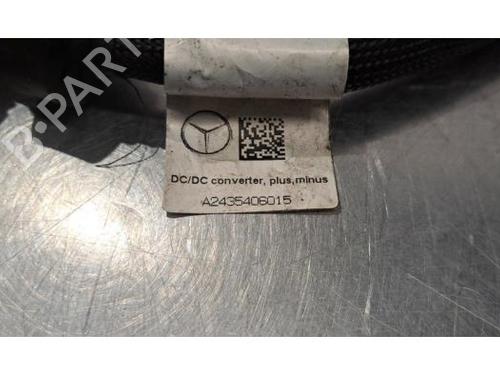 B-PARTS
DC/DC converter, plus,minus
A2435406015